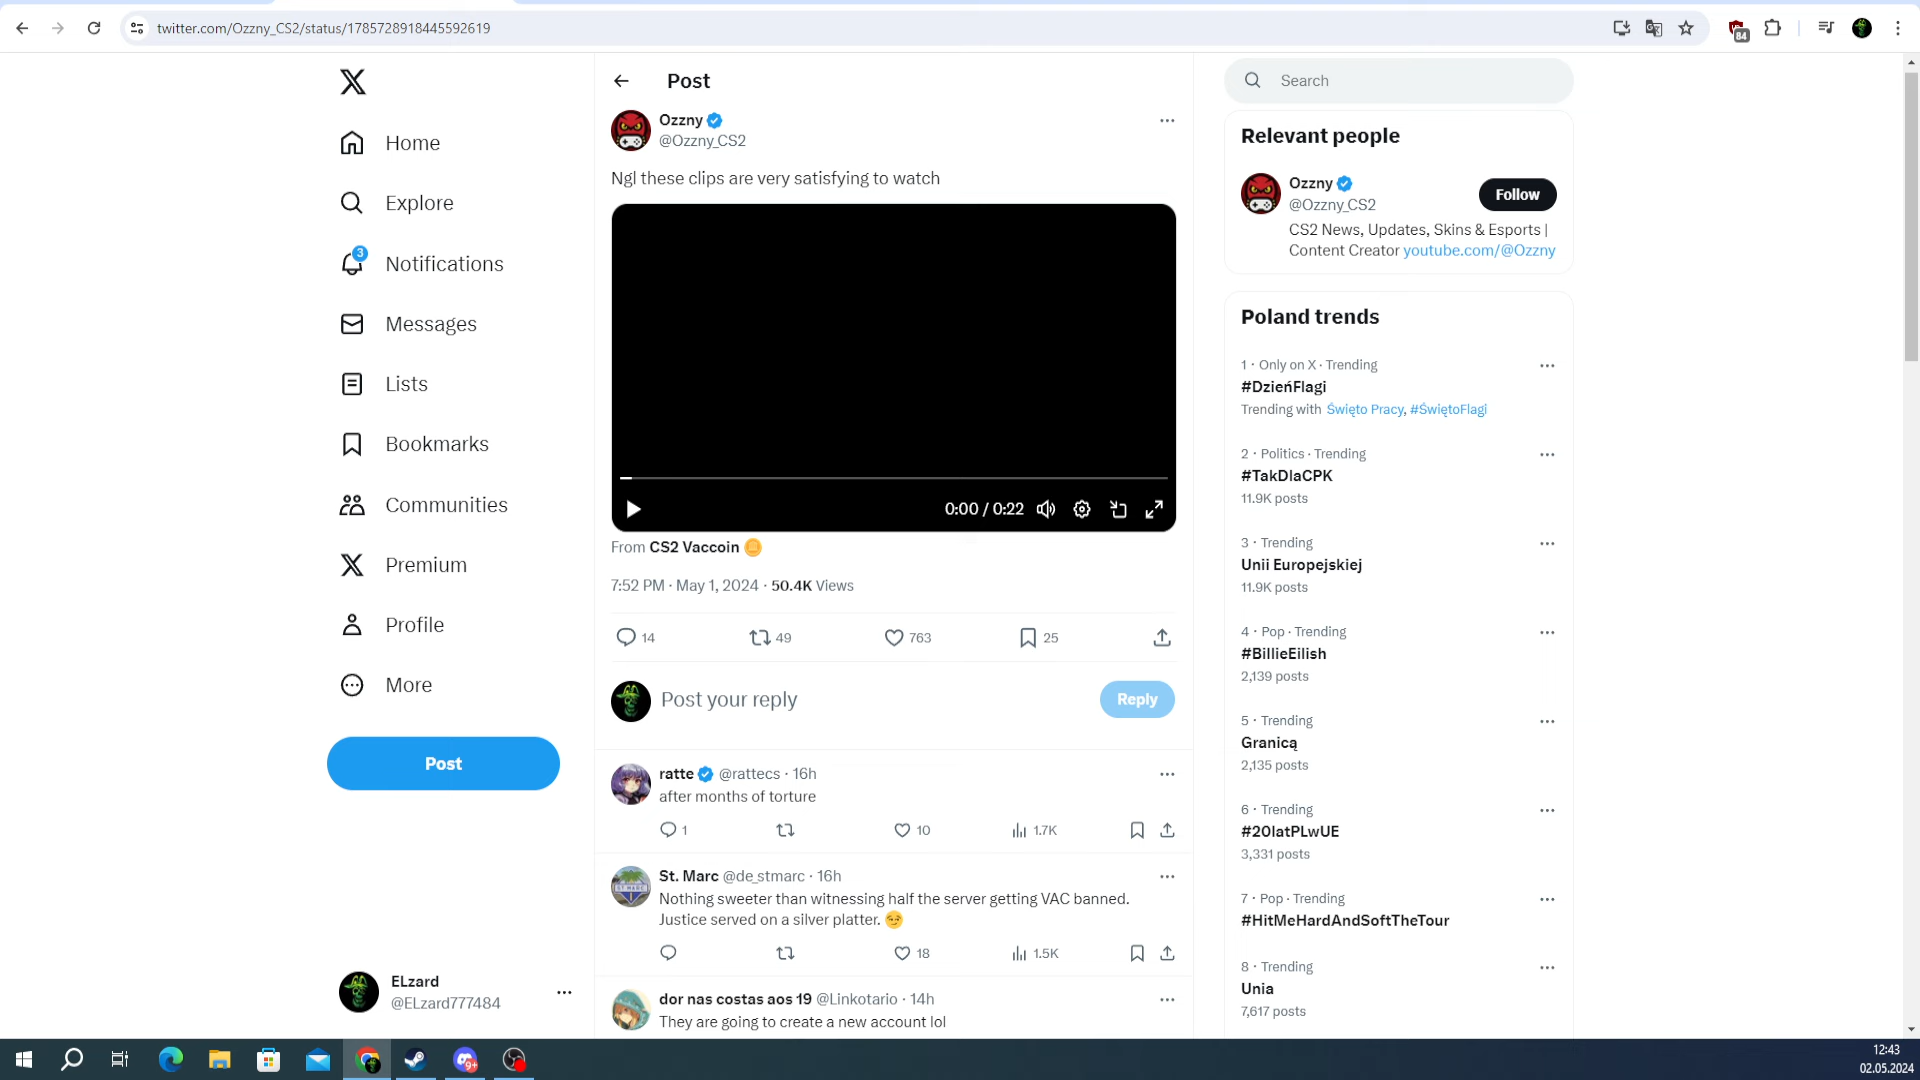 twitter.com/Ozzny_CS2/status/1785728918445592619
84
Home
Explore
3
Notifications
Messages
Lists
Bookmarks
Communities
Premium
Profile
More
Post
ELzard
@ELzard777484
Post
Ozzny
@Ozzny_CS2
Ngl these clips are very satisfying to watch
0:00 / 0:22
From CS2 Vaccoin
7:52 PM · May 1, 2024 · 50.4K Views
14 49 763 25
Post your reply
Reply
ratte @rattecs · 16h
after months of torture
1 10 1.7K
St. Marc @de_stmarc · 16h
Nothing sweeter than witnessing half the server getting VAC banned.
Justice served on a silver platter. 😏
18 1.5K
dor nas costas aos 19 @Linkotario · 14h
They are going to create a new account lol
Search
Relevant people
Ozzny
@Ozzny_CS2
Follow
CS2 News, Updates, Skins & Esports |
Content Creator youtube.com/@Ozzny
Poland trends
1 · Only on X · Trending
#DzieńFlagi
Trending with Święto Pracy, #ŚwiętoFlagi
2 · Politics · Trending
#TakDlaCPK
11.9K posts
3 · Trending
Unii Europejskiej
11.9K posts
4 · Pop · Trending
#BillieEilish
2,139 posts
5 · Trending
Granicą
2,135 posts
6 · Trending
#20latPLwUE
3,331 posts
7 · Pop · Trending
#HitMeHardAndSoftTheTour
8 · Trending
Unia
7,617 posts
9+
12:43
02.05.2024